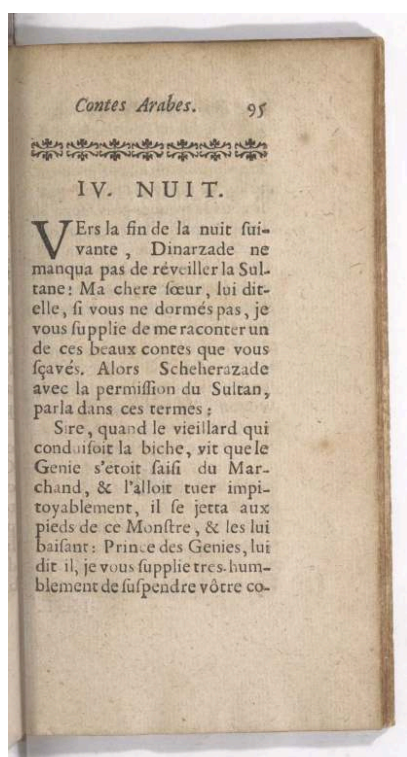 Contes Arabes. 95
IV. NUIT.
VErs la fin de la nuit ſui-
vante, Dinarzade ne
manqua pas de réveiller la Sul-
tane: Ma chere ſœur, lui dit-
elle, ſi vous ne dormés pas, je
vous ſupplie de me raconter un
de ces beaux contes que vous
ſçavés. Alors Scheherazade
avec la permiſſion du Sultan,
parla dans ces termes:
Sire, quand le vieillard qui
conduiſoit la biche, vit que le
Genie s'étoit ſaiſi du Mar-
chand, & l'alloit tuer impi-
toyablement, il ſe jetta aux
pieds de ce Monſtre, & les lui
baiſant: Prince des Genies, lui
dit il, je vous ſupplie tres-hum-
blement de ſuſpendre vôtre co-